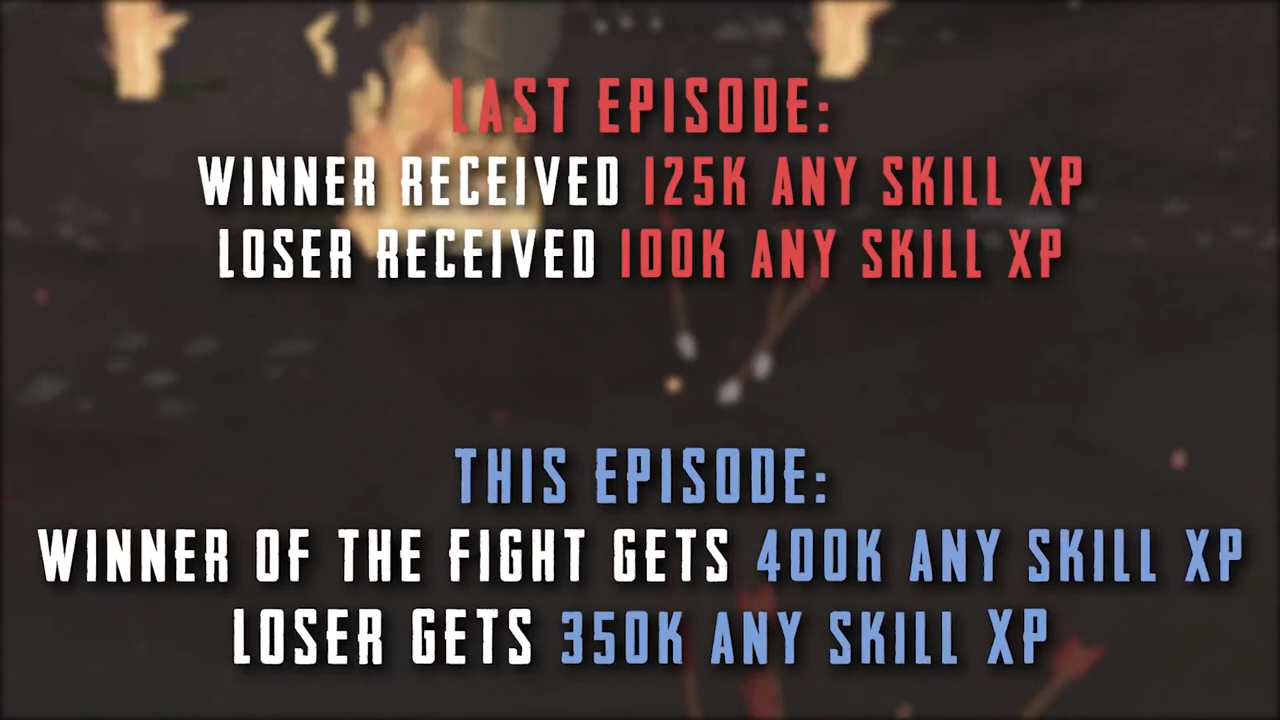 LAST EPISODE:
WINNER RECEIVED 125K ANY SKILL XP
LOSER RECEIVED 100K ANY SKILL XP
THIS EPISODE:
WINNER OF THE FIGHT GETS 400K ANY SKILL XP
LOSER GETS 350K ANY SKILL XP